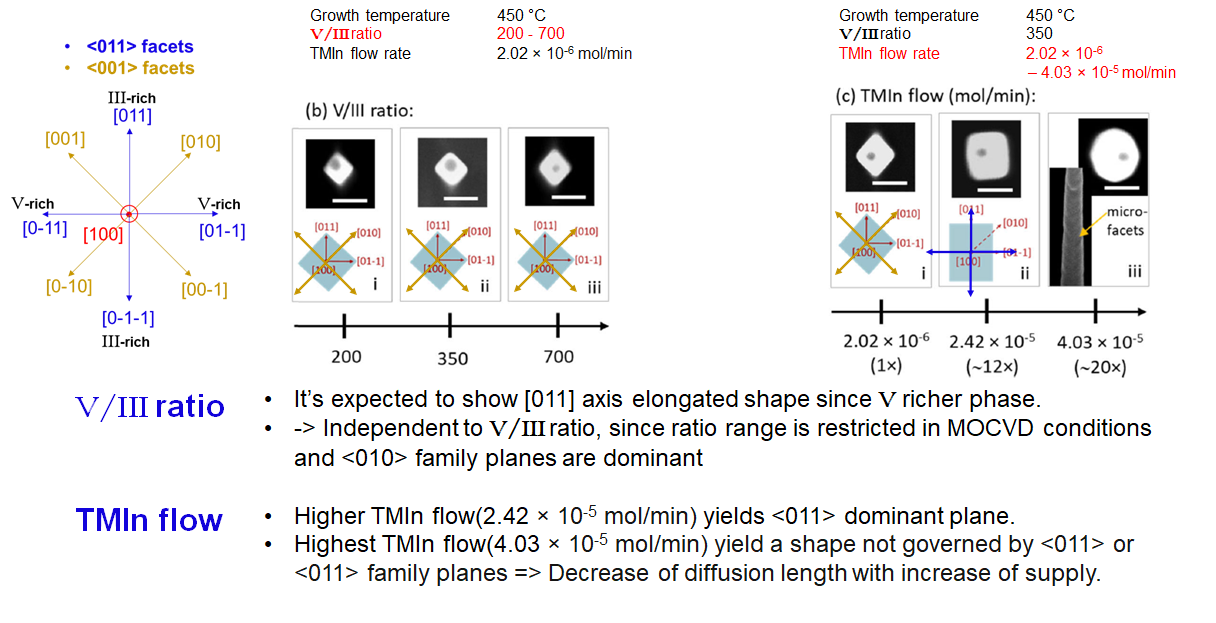 Growth temperature 450 °C
V/III ratio 200 - 700
TMIn flow rate 2.02 × 10-6 mol/min
Growth temperature 450 °C
V/III ratio 350
TMIn flow rate 2.02 × 10-6
– 4.03 × 10-5 mol/min
• <011> facets
• <001> facets
III-rich
[011]
[001]
[010]
V-rich
V-rich
[0-11]
[100]
[01-1]
[0-10]
[00-1]
[0-1-1]
III-rich
(b) V/III ratio:
[011]
[010]
[01-1]
[100]
i
[011]
[010]
[01-1]
[100]
ii
[011]
[010]
[01-1]
[100]
iii
200
350
700
(c) TMIn flow (mol/min):
[011]
[010]
[01-1]
[100]
i
[011]
[010]
[01-1]
[100]
ii
micro-
facets
iii
2.02 × 10-6
(1×)
2.42 × 10-5
(~12×)
4.03 × 10-5
(~20×)
V/III ratio
• It’s expected to show [011] axis elongated shape since V richer phase.
• -> Independent to V/III ratio, since ratio range is restricted in MOCVD conditions
and <010> family planes are dominant
TMIn flow
• Higher TMIn flow(2.42 × 10-5 mol/min) yields <011> dominant plane.
• Highest TMIn flow(4.03 × 10-5 mol/min) yield a shape not governed by <011> or
<011> family planes => Decrease of diffusion length with increase of supply.